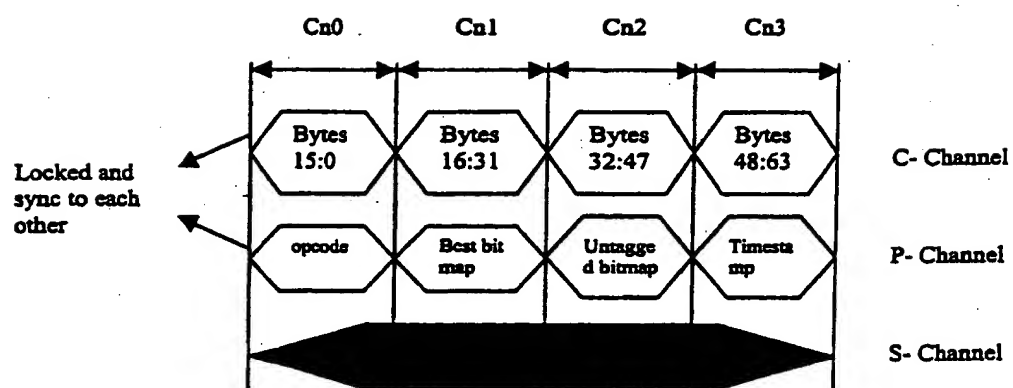 Cn0 Cn1 Cn2 Cn3
Bytes
15:0
Bytes
16:31
Bytes
32:47
Bytes
48:63
C- Channel
Locked and
sync to each
other
opcode
Best bit
map
Untagge
d bitmap
Timesta
mp
P- Channel
S- Channel